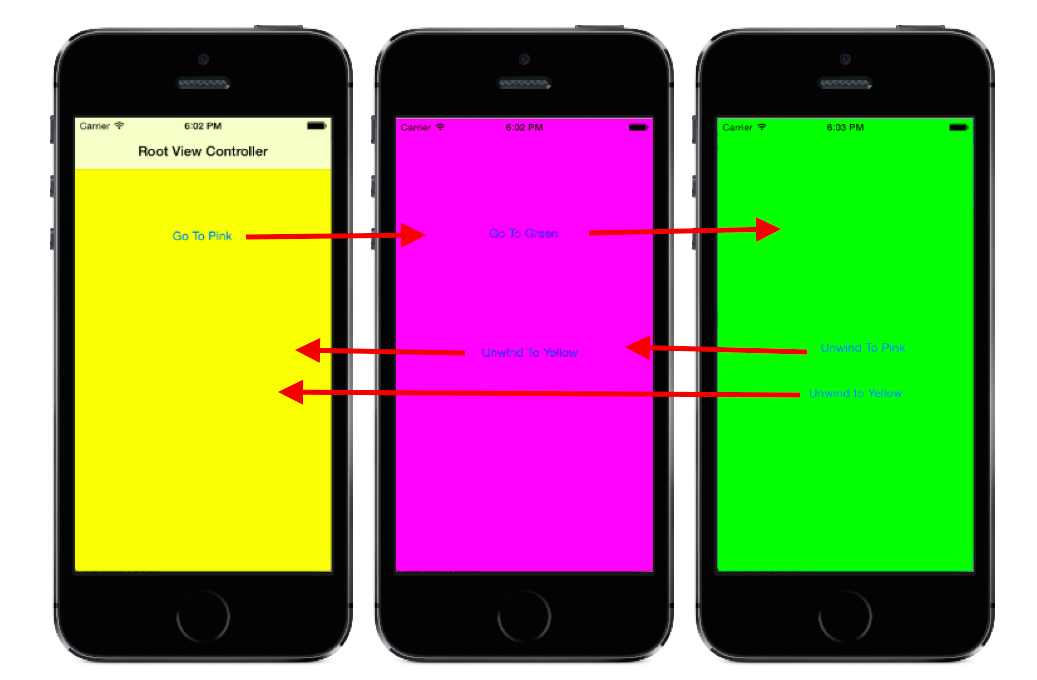 Carrier 6:02 PM
Root View Controller
Go To Pink
Carrier 6:02 PM
Go To Green
Unwind To Yellow
Carrier 6:03 PM
Unwind To Pink
Unwind to Yellow